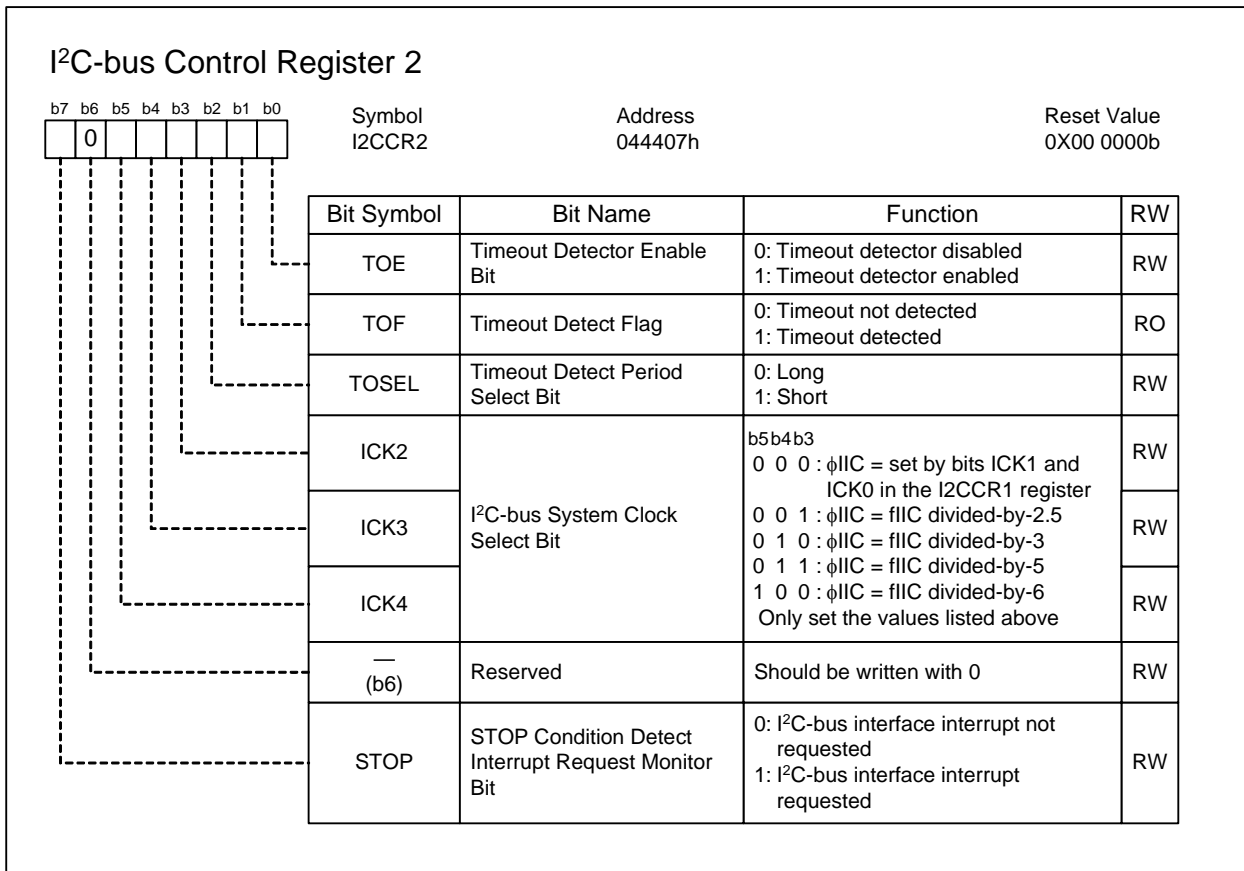 I²C-bus Control Register 2
b7 b6 b5 b4 b3 b2 b1 b0
0
Symbol Address Reset Value
I2CCR2 044407h 0X00 0000b
Bit Symbol Bit Name Function RW
TOE
Timeout Detector Enable
Bit
0: Timeout detector disabled
1: Timeout detector enabled
RW
TOF
Timeout Detect Flag
0: Timeout not detected
1: Timeout detected
RO
TOSEL
Timeout Detect Period
Select Bit
0: Long
1: Short
RW
ICK2
ICK3
ICK4
I²C-bus System Clock
Select Bit
b5b4b3
0 0 0 : ϕIIC = set by bits ICK1 and
ICK0 in the I2CCR1 register
0 0 1 : ϕIIC = fIIC divided-by-2.5
0 1 0 : ϕIIC = fIIC divided-by-3
0 1 1 : ϕIIC = fIIC divided-by-5
1 0 0 : ϕIIC = fIIC divided-by-6
Only set the values listed above
RW
RW
RW
—
(b6)
Reserved
Should be written with 0
RW
STOP
STOP Condition Detect
Interrupt Request Monitor
Bit
0: I²C-bus interface interrupt not
requested
1: I²C-bus interface interrupt
requested
RW